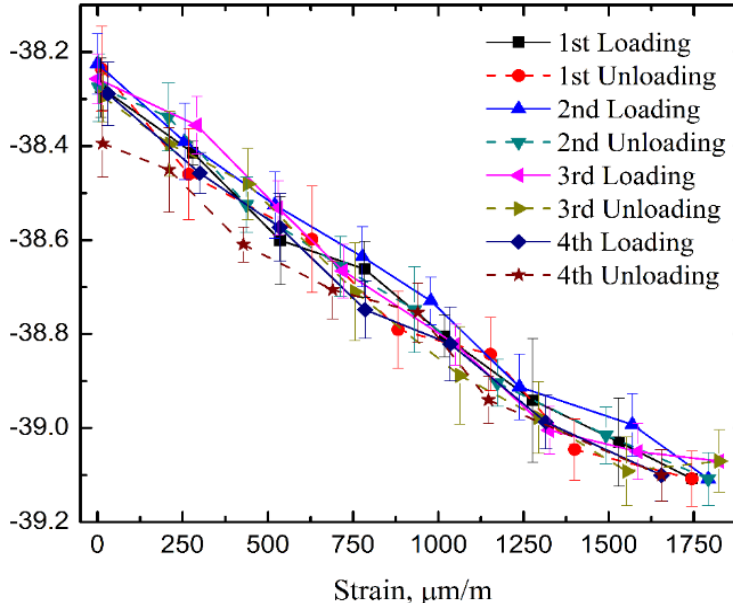 -38.2
-38.4
-38.6
-38.8
-39.0
-39.2
1st Loading
1st Unloading
2nd Loading
2nd Unloading
3rd Loading
3rd Unloading
4th Loading
4th Unloading
0 250 500 750 1000 1250 1500 1750
Strain, μm/m